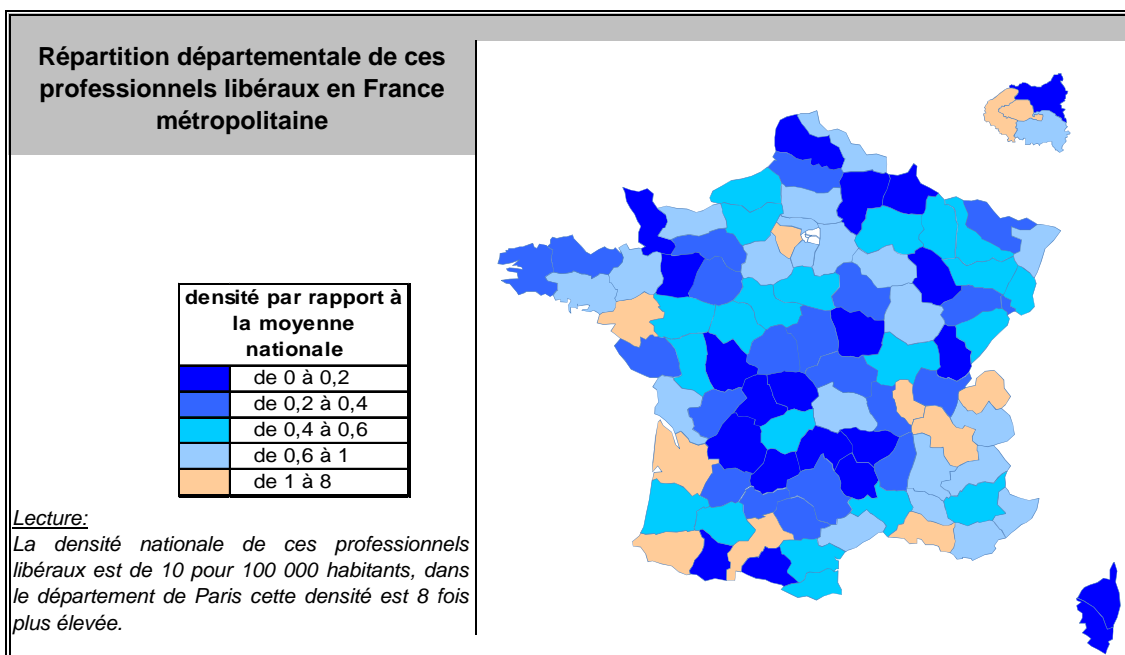 Répartition départementale de ces
professionnels libéraux en France
métropolitaine
densité par rapport à
la moyenne
nationale
de 0 à 0,2
de 0,2 à 0,4
de 0,4 à 0,6
de 0,6 à 1
de 1 à 8
Lecture:
La densité nationale de ces professionnels
libéraux est de 10 pour 100 000 habitants, dans
le département de Paris cette densité est 8 fois
plus élevée.